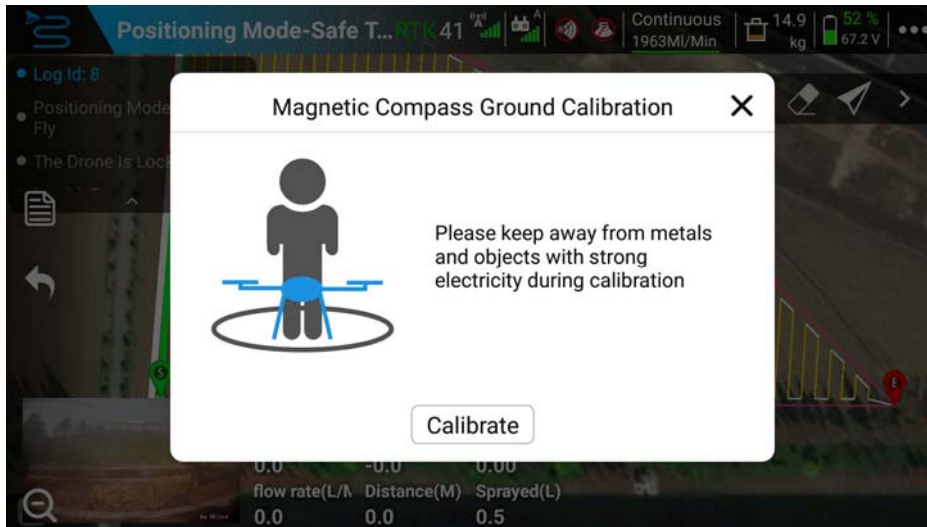 Positioning Mode-Safe T... RTK 41
A
Continuous
1963Ml/Min
14.9
kg
52 %
67.2 V
Log Id: 8
Positioning Mode
Fly
The Drone Is Lock
Magnetic Compass Ground Calibration
Please keep away from metals
and objects with strong
electricity during calibration
Calibrate
S
E
0.0 -0.0 0.00
flow rate(L/M Distance(M) Sprayed(L)
0.0 0.0 0.5